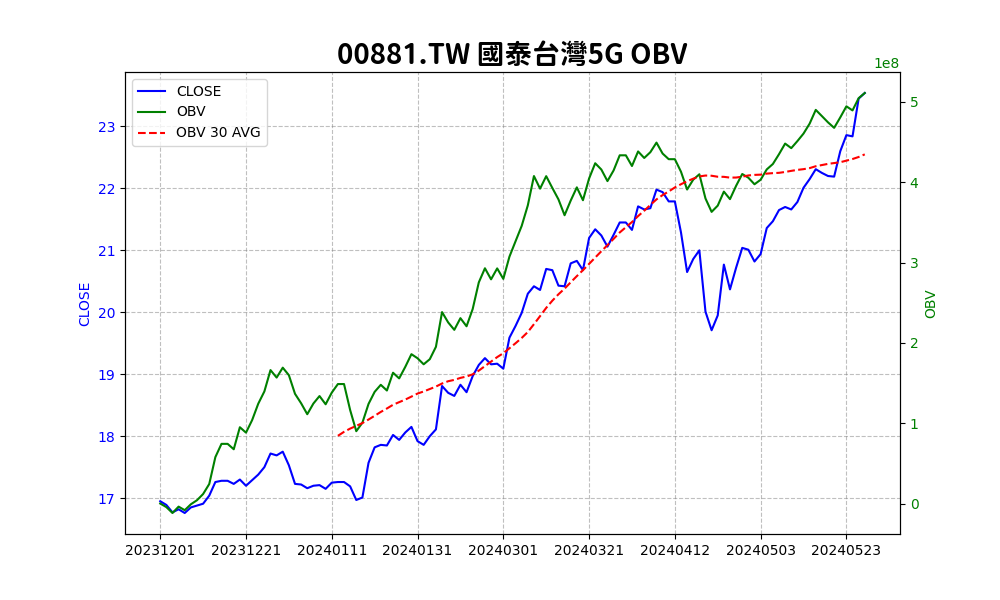 00881.TW 國泰台灣5G OBV
1e8
CLOSE
OBV
OBV 30 AVG
23
22
21
20
19
18
17
CLOSE
5
4
3
2
1
0
OBV
20231201 20231221 20240111 20240131 20240301 20240321 20240412 20240503 20240523